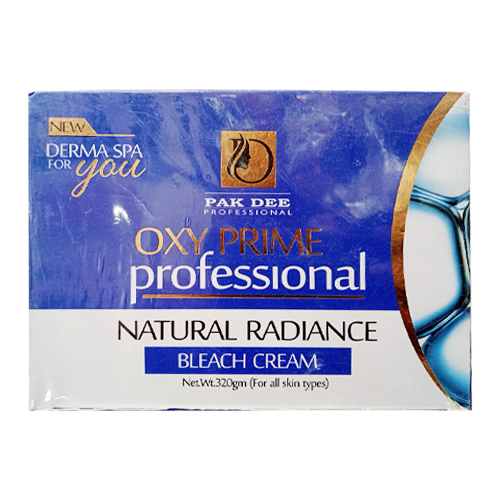 NEW
DERMA SPA
FOR you
PAK DEE
PROFESSIONAL
OXY PRIME
professional
NATURAL RADIANCE
BLEACH CREAM
Net.Wt.320gm (For all skin types)